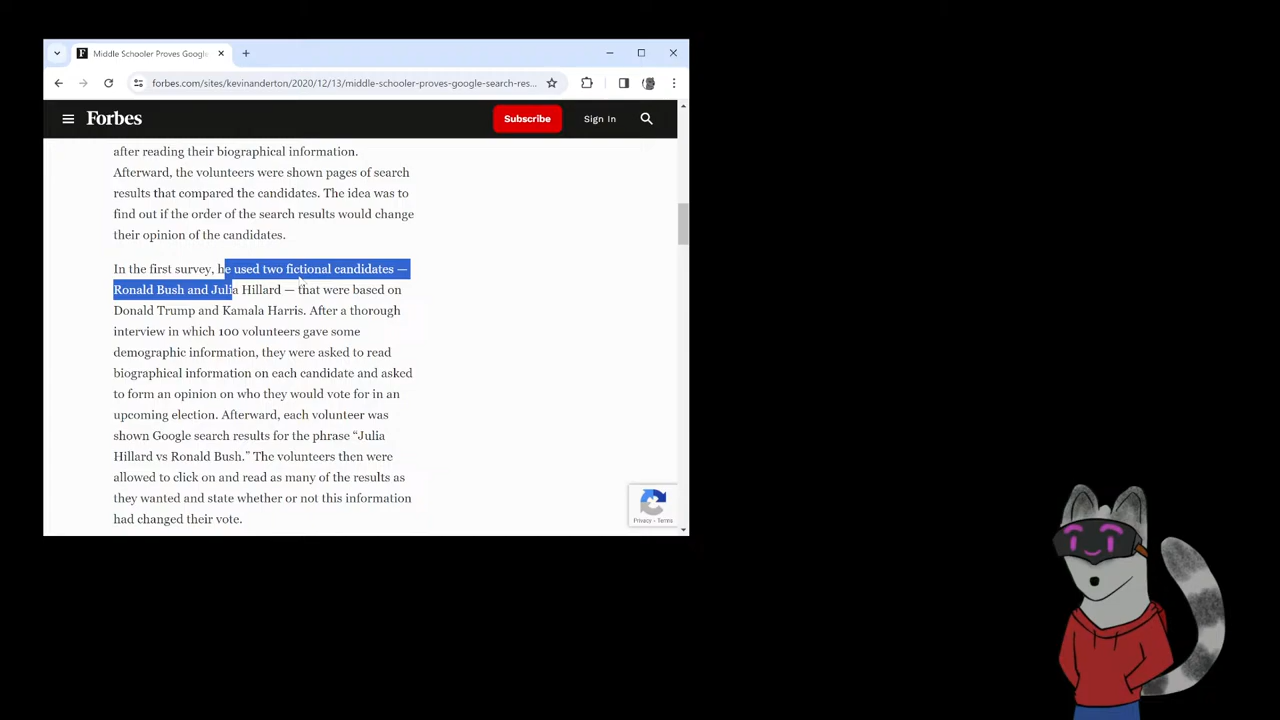 Middle Schooler Proves Google
forbes.com/sites/kevinanderton/2020/12/13/middle-schooler-proves-google-search-res...
Forbes
Subscribe
Sign In
after reading their biographical information.
Afterward, the volunteers were shown pages of search
results that compared the candidates. The idea was to
find out if the order of the search results would change
their opinion of the candidates.
In the first survey, he used two fictional candidates —
Ronald Bush and Julia Hillard — that were based on
Donald Trump and Kamala Harris. After a thorough
interview in which 100 volunteers gave some
demographic information, they were asked to read
biographical information on each candidate and asked
to form an opinion on who they would vote for in an
upcoming election. Afterward, each volunteer was
shown Google search results for the phrase “Julia
Hillard vs Ronald Bush.” The volunteers then were
allowed to click on and read as many of the results as
they wanted and state whether or not this information
had changed their vote.
Privacy - Terms